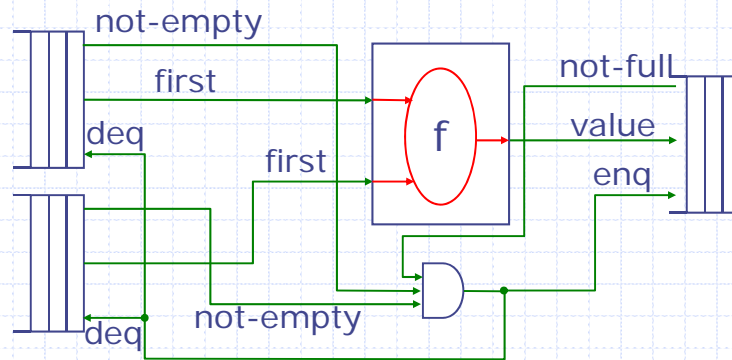 not-empty
first
deq
first
not-empty
deq
f
not-full
value
enq